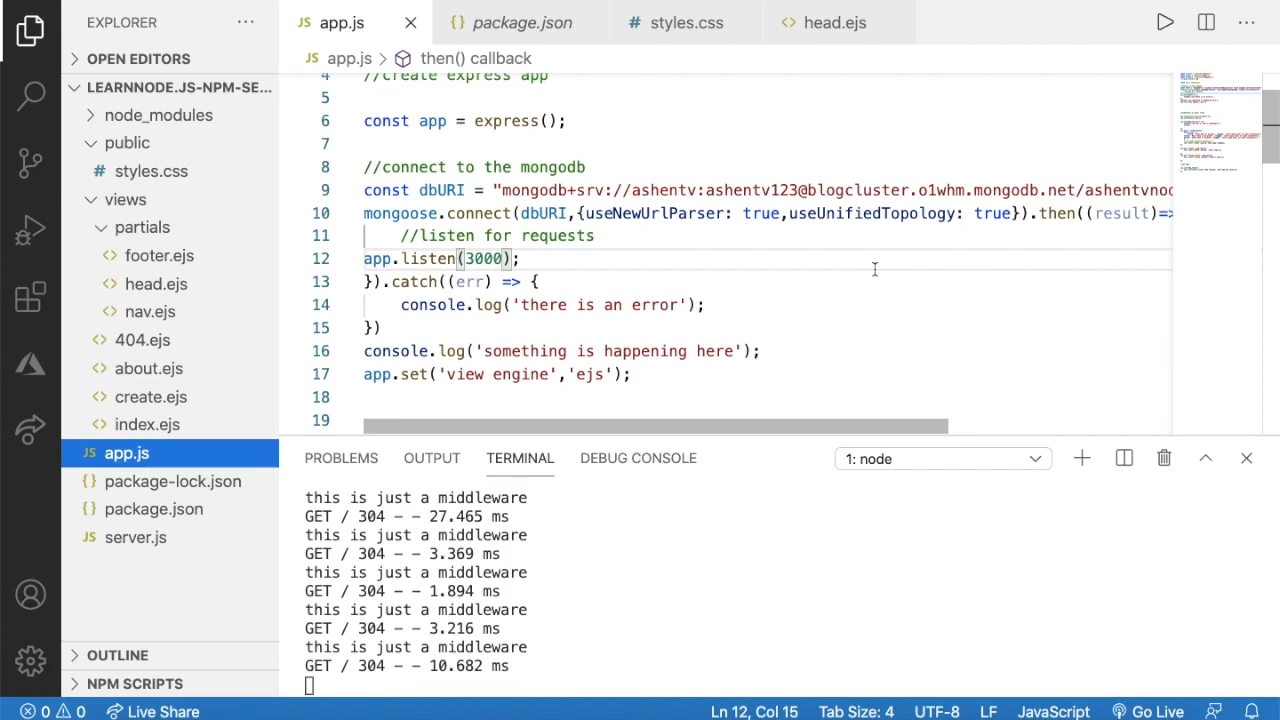 EXPLORER
OPEN EDITORS
LEARNNODE.JS-NPM-SE...
node_modules
public
# styles.css
views
partials
<> footer.ejs
<> head.ejs
<> nav.ejs
<> 404.ejs
<> about.ejs
<> create.ejs
<> index.ejs
JS app.js
{} package-lock.json
{} package.json
JS server.js
OUTLINE
NPM SCRIPTS
JS app.js
{} package.json
# styles.css
<> head.ejs
JS app.js > then() callback
4 //create express app
5
6 const app = express();
7
8 //connect to our mongodb
9 const dbURI = "mongodb+srv://ashentv:ashentv123@blogcluster.o1whm.mongodb.net/ashentvnod
10 mongoose.connect(dbURI,{useNewUrlParser: true,useUnifiedTopology: true}).then((result)=>
11 //listen for requests
12 app.listen(3000);
13 }).catch((err) => {
14 console.log('there is an error');
15 })
16 console.log('something is happening here');
17 app.set('view engine','ejs');
18
19
PROBLEMS OUTPUT TERMINAL DEBUG CONSOLE 1: node
this is just a middleware
GET / 304 - - 27.465 ms
this is just a middleware
GET / 304 - - 3.369 ms
this is just a middleware
GET / 304 - - 1.894 ms
this is just a middleware
GET / 304 - - 3.216 ms
this is just a middleware
GET / 304 - - 10.682 ms
0 0 Live Share Ln 12, Col 15 Tab Size: 4 UTF-8 LF JavaScript Go Live